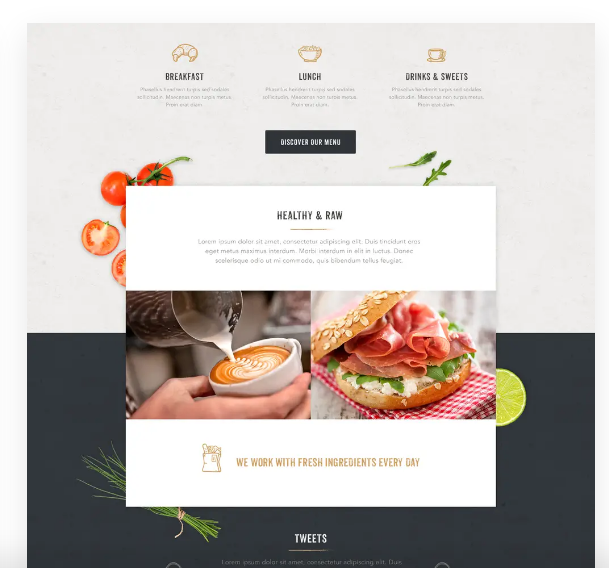 BREAKFAST
LUNCH
DRINKS & SWEETS
Phasellus hendrerit turpis sed sodales
sollicitudin. Maecenas non turpis metus.
Proin erat diam.
Phasellus hendrerit turpis sed sodales
sollicitudin. Maecenas non turpis metus.
Proin erat diam.
Phasellus hendrerit turpis sed sodales
sollicitudin. Maecenas non turpis metus.
Proin erat diam.
DISCOVER OUR MENU
HEALTHY & RAW
Lorem ipsum dolor sit amet, consectetur adipiscing elit. Duis tincidunt eros
eget metus maximus interdum. Morbi interdum in velit in luctus. Donec
scelerisque odio ut mi commodo, quis bibendum tellus feugiat.
WE WORK WITH FRESH INGREDIENTS EVERY DAY
TWEETS
Lorem ipsum dolor sit amet, consectetur adipiscing elit. Duis